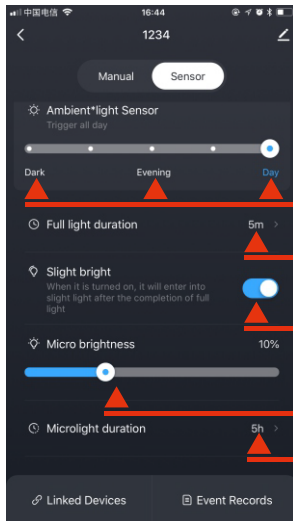 中国电信 16:44
1234
Manual Sensor
Ambient*light Sensor
Trigger all day
Dark Evening Day
Full light duration 5m
Slight bright
When it is turned on, it will enter into
slight light after the completion of full
light
Micro brightness 10%
Microlight duration 5h
Linked Devices Event Records